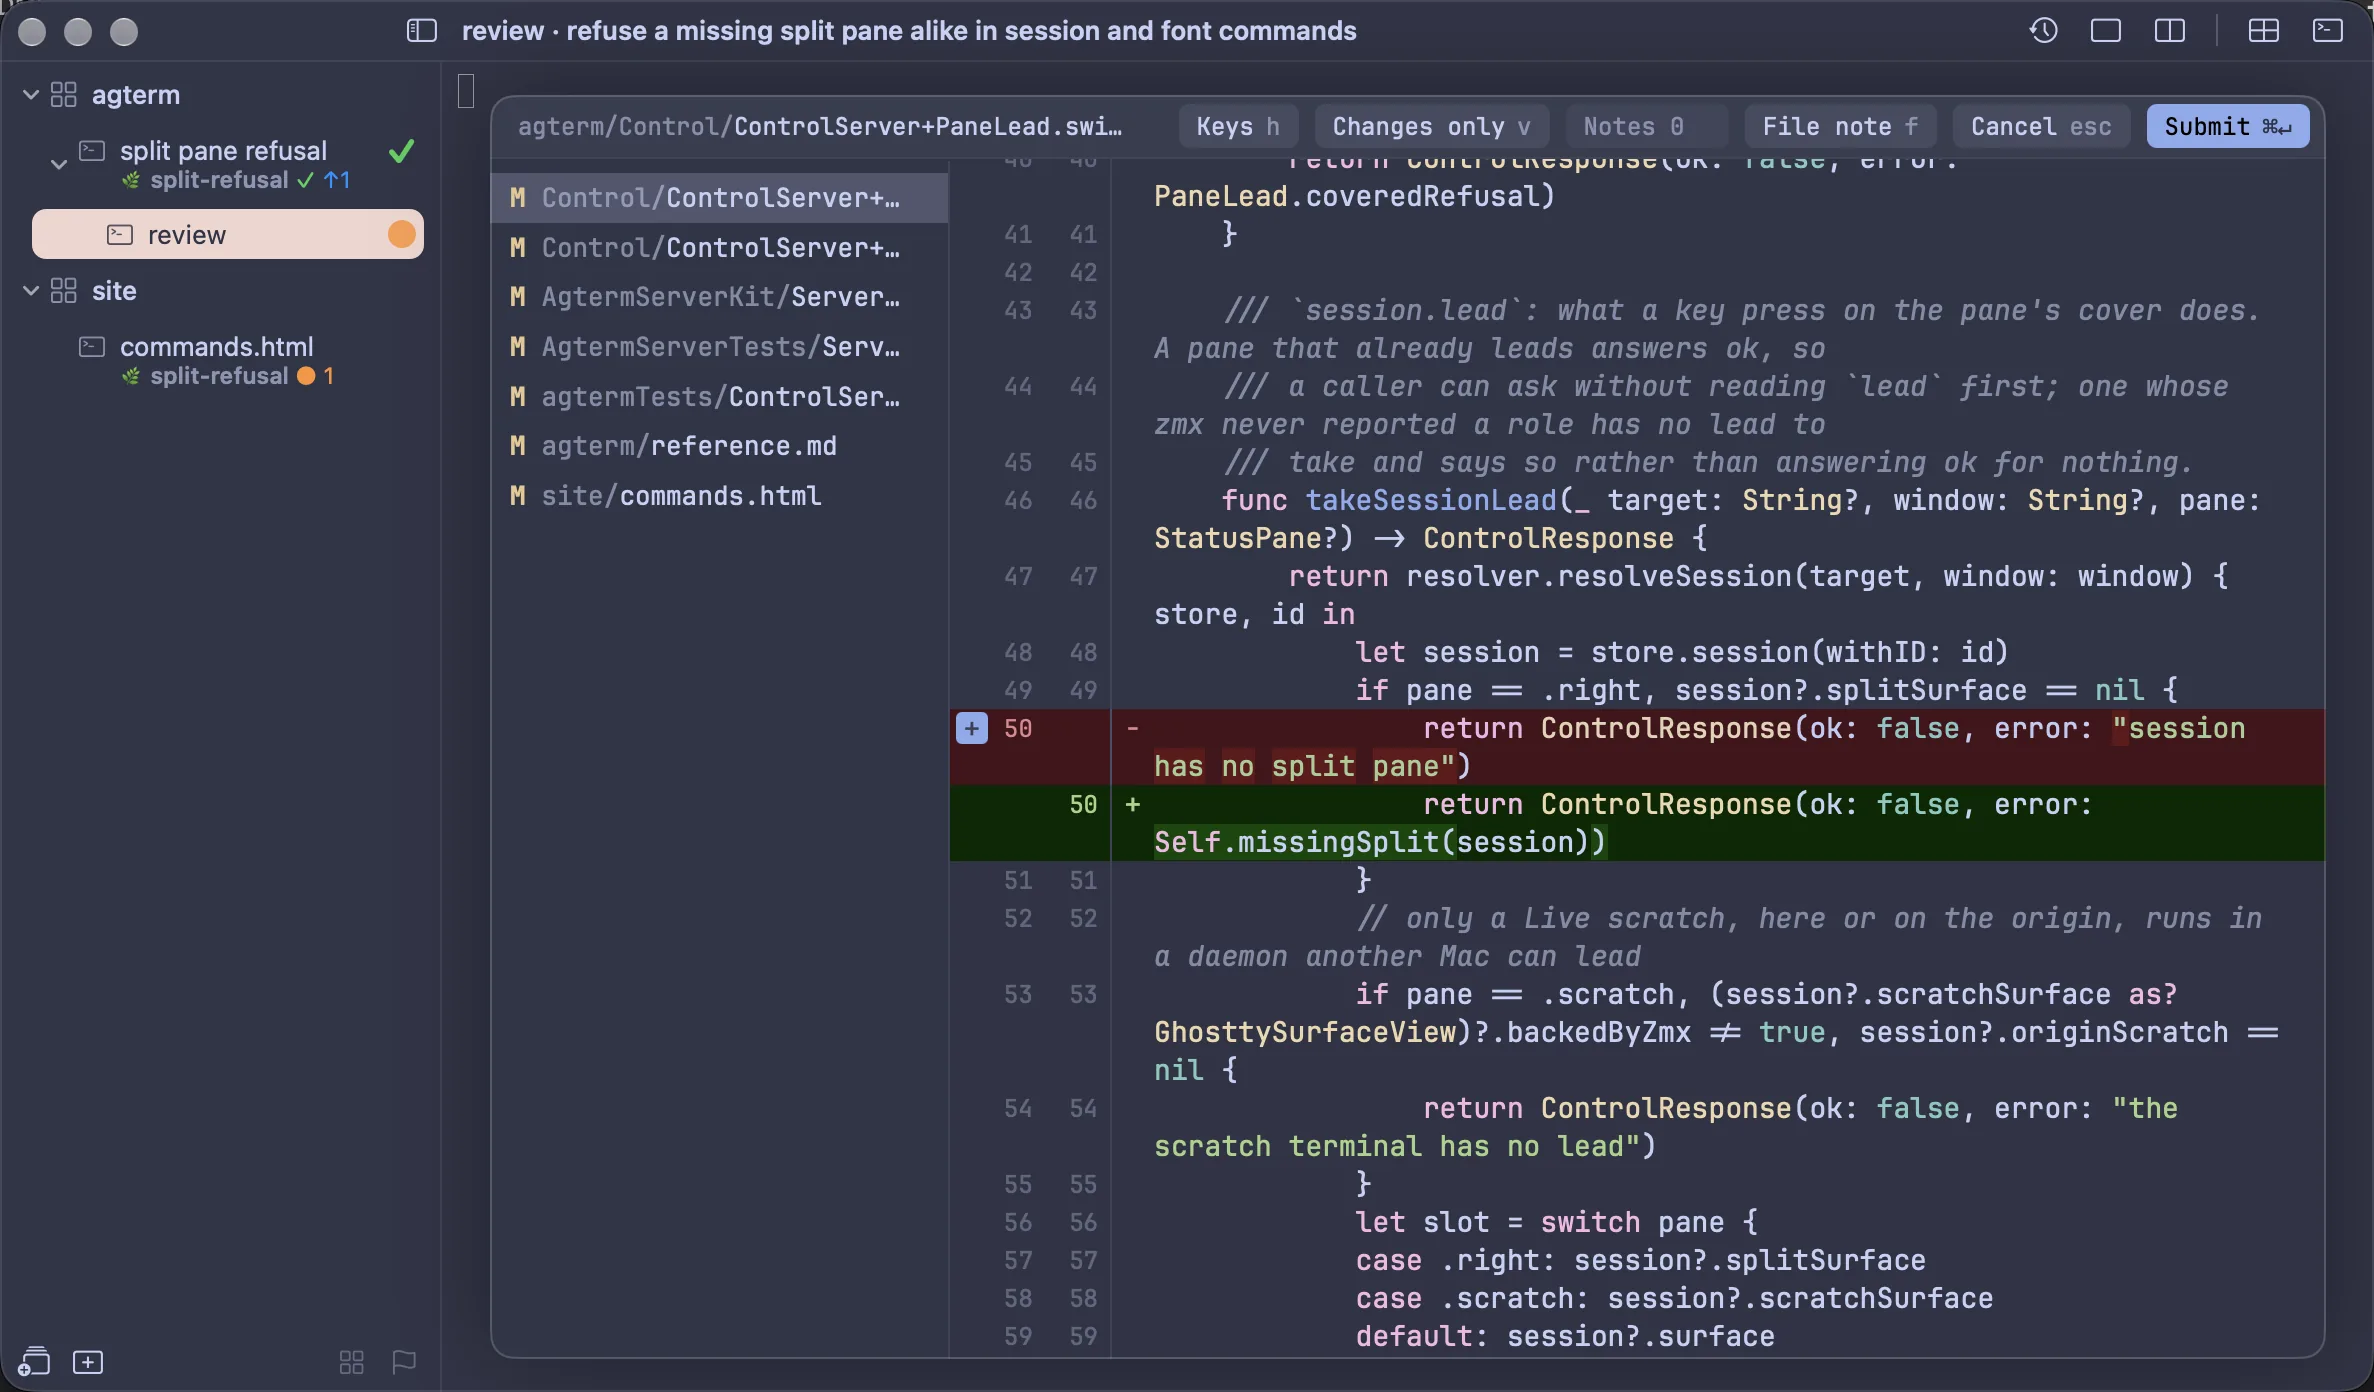 review · refuse a missing split pane alike in session and font commands
agterm
split pane refusal
split-refusal ✓ ↑1
review
site
commands.html
split-refusal 1
agterm/Control/ControlServer+PaneLead.swi…
Keys h
Changes only v
Notes 0
File note f
Cancel esc
Submit ⌘↵
M Control/ControlServer+…
M Control/ControlServer+…
M AgtermServerKit/Server…
M AgtermServerTests/Serv…
M agtermTests/ControlSer…
M agterm/reference.md
M site/commands.html
40 40 return ControlResponse(ok: false, error:
PaneLead.coveredRefusal)
41 41 }
42 42
43 43 /// `session.lead`: what a key press on the pane's cover does.
A pane that already leads answers ok, so
44 44 /// a caller can ask without reading `lead` first; one whose
zmx never reported a role has no lead to
45 45 /// take and says so rather than answering ok for nothing.
46 46 func takeSessionLead(_ target: String?, window: String?, pane:
StatusPane?) -> ControlResponse {
47 47 return resolver.resolveSession(target, window: window) {
store, id in
48 48 let session = store.session(withID: id)
49 49 if pane == .right, session?.splitSurface == nil {
+ 50 - return ControlResponse(ok: false, error: "session
has no split pane")
50 + return ControlResponse(ok: false, error:
Self.missingSplit(session))
51 51 }
52 52 // only a Live scratch, here or on the origin, runs in
a daemon another Mac can lead
53 53 if pane == .scratch, (session?.scratchSurface as?
GhosttySurfaceView)?.backedByZmx != true, session?.originScratch ==
nil {
54 54 return ControlResponse(ok: false, error: "the
scratch terminal has no lead")
55 55 }
56 56 let slot = switch pane {
57 57 case .right: session?.splitSurface
58 58 case .scratch: session?.scratchSurface
59 59 default: session?.surface